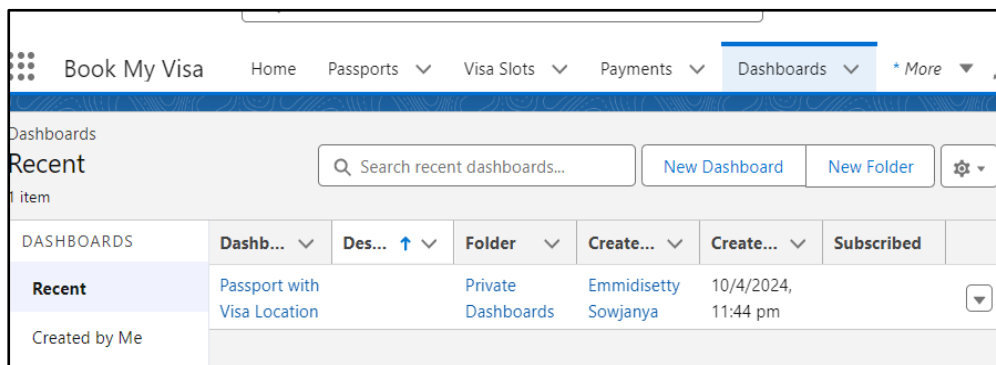 Book My Visa Home Passports Visa Slots Payments Dashboards * More
Dashboards
Recent
Search recent dashboards... New Dashboard New Folder
1 item
DASHBOARDS Dashb... Des... Folder Create... Create... Subscribed
Recent Passport with Private Emmidisetty 10/4/2024,
Visa Location Dashboards Sowjanya 11:44 pm
Created by Me